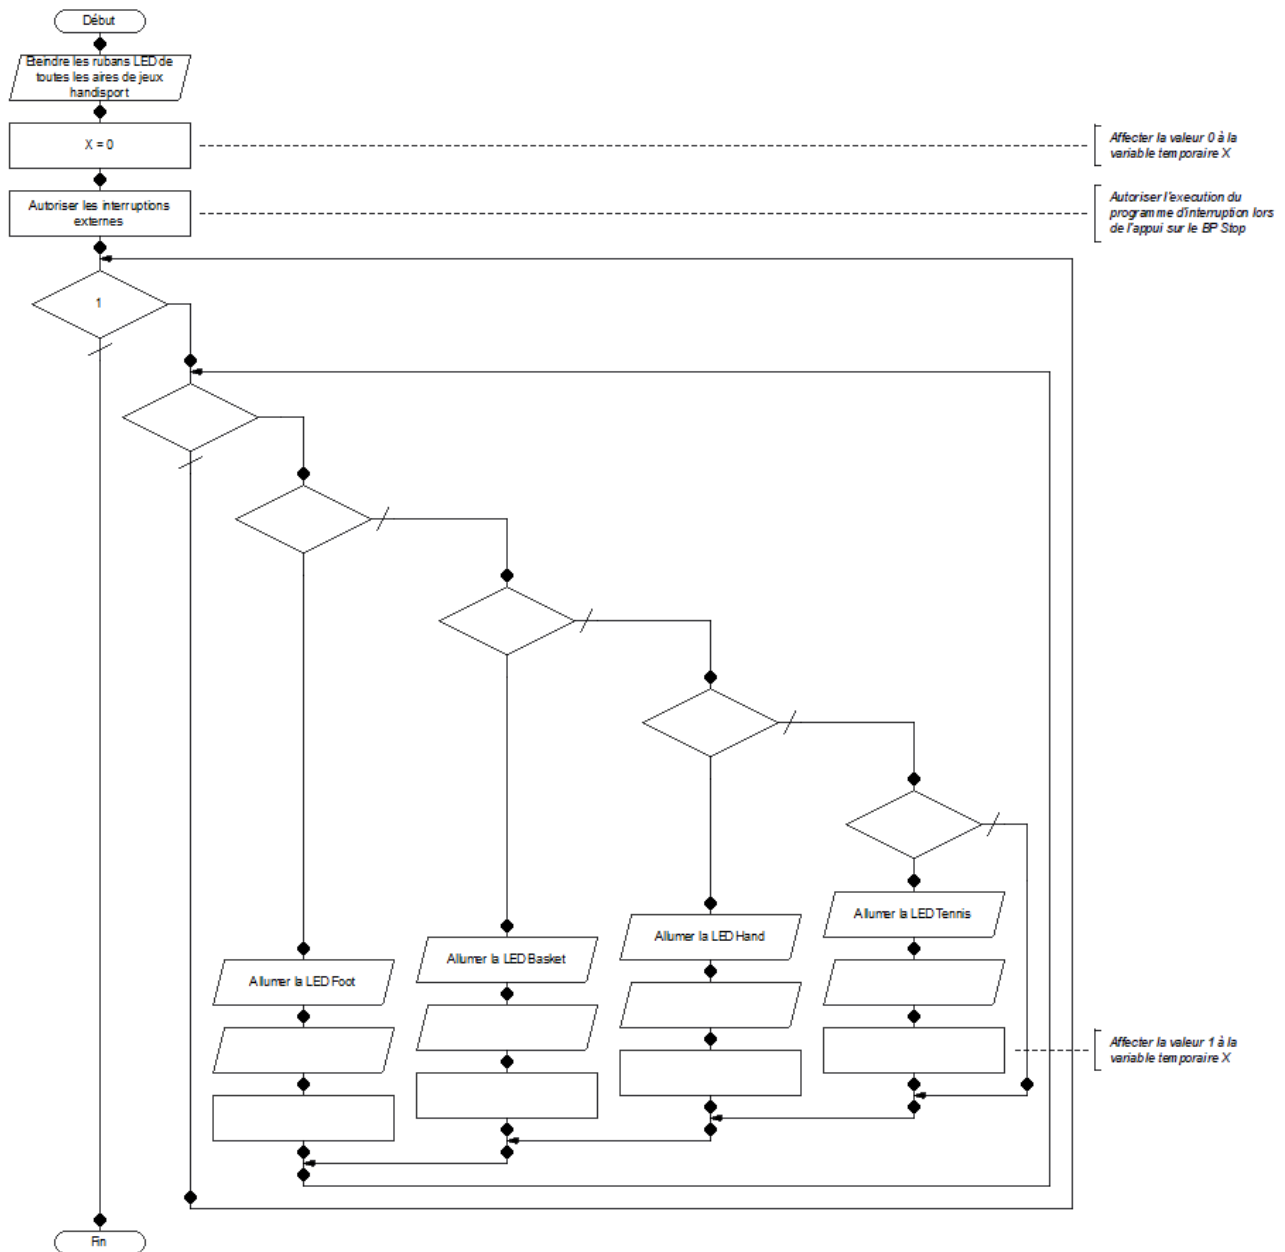 Début
Eteindre les rubans LED de
toutes les aires de jeux
handisport
X = 0
Affecter la valeur 0 à la
variable temporaire X
Autoriser les interruptions
externes
Autoriser l'execution du
programme d'interruption lors
de l'appui sur le BP Stop
1
Allumer la LED Tennis
Allumer la LED Hand
Allumer la LED Basket
Allumer la LED Foot
Affecter la valeur 1 à la
variable temporaire X
Fin